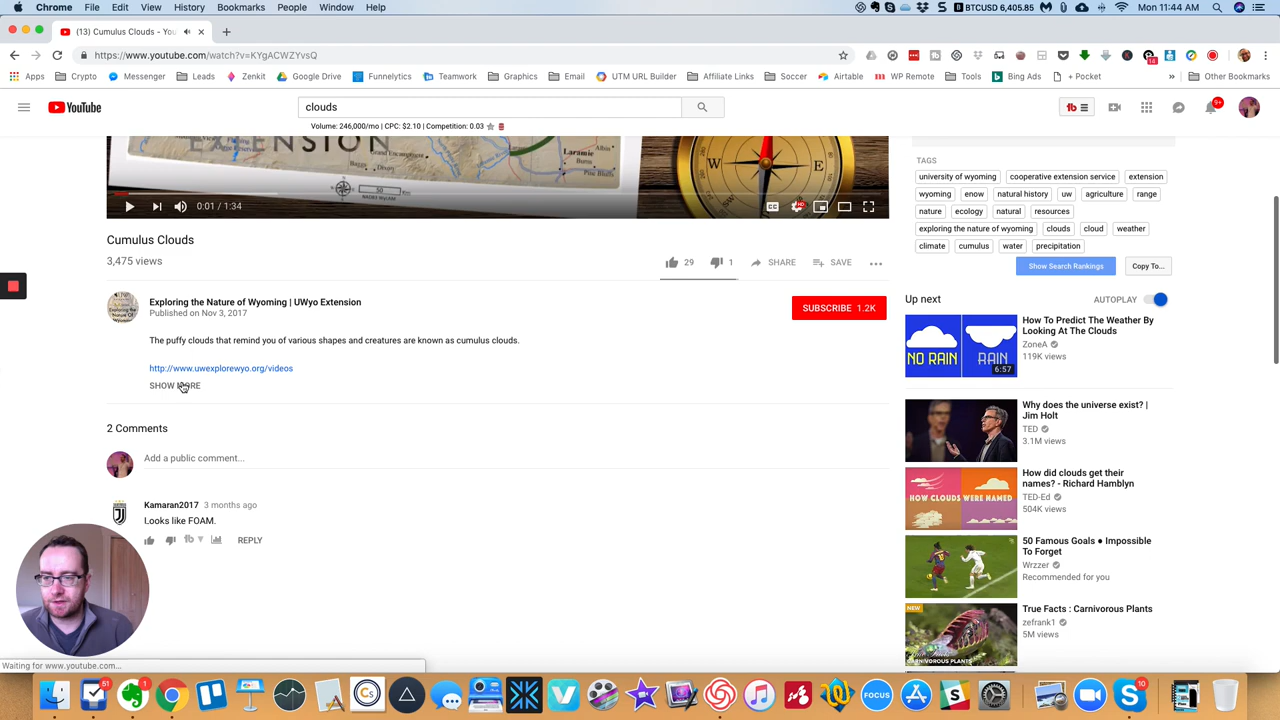 Chrome File Edit View History Bookmarks People Window Help
BTCUSD 6,405.85 Mon 11:44 AM
(13) Cumulus Clouds - You
https://www.youtube.com/watch?v=KYgACWZYvsQ
14
Apps Crypto Messenger Leads Zenkit Google Drive Funnelytics Teamwork Graphics Email UTM URL Builder Affiliate Links Soccer Airtable WP Remote Tools Bing Ads + Pocket » Other Bookmarks
YouTube
clouds
9+
Volume: 246,000/mo | CPC: $2.10 | Competition: 0.03
EXTENSION
W E
0:01 / 1:34
CC HD
Cumulus Clouds
3,475 views
29 1 SHARE SAVE
Exploring the Nature of Wyoming | UWyo Extension
Published on Nov 3, 2017
SUBSCRIBE 1.2K
The puffy clouds that remind you of various shapes and creatures are known as cumulus clouds.
http://www.uwexplorewyo.org/videos
SHOW MORE
2 Comments
Add a public comment...
Kamaran2017 3 months ago
Looks like FOAM.
REPLY
TAGS
university of wyoming cooperative extension service extension
wyoming enow natural history uw agriculture range
nature ecology natural resources
exploring the nature of wyoming clouds cloud weather
climate cumulus water precipitation
Show Search Rankings Copy To...
Up next AUTOPLAY
NO RAIN RAIN
6:57
How To Predict The Weather By
Looking At The Clouds
ZoneA
119K views
Why does the universe exist? |
Jim Holt
TED
3.1M views
HOW CLOUDS WERE NAMED
How did clouds get their
names? - Richard Hamblyn
TED-Ed
504K views
50 Famous Goals ● Impossible
To Forget
Wrzzer
Recommended for you
NEW
CARNIVOROUS PLANTS
True Facts : Carnivorous Plants
zefrank1
5M views
Waiting for www.youtube.com...
51
1
FOCUS
10